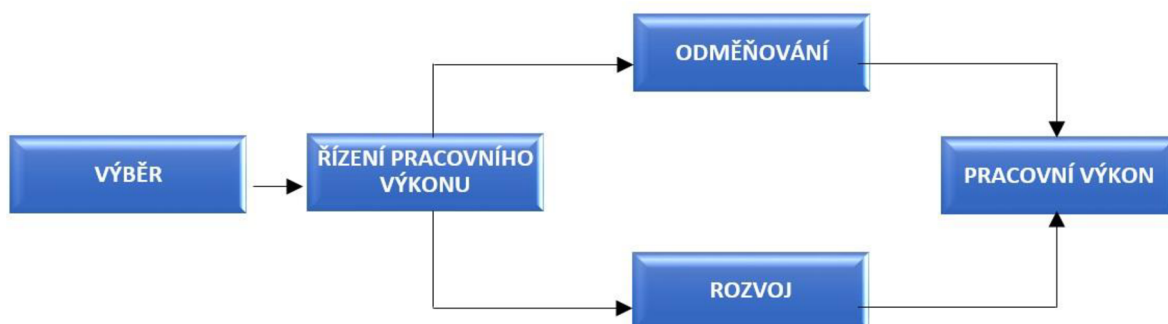 VÝBĚR
ŘÍZENÍ PRACOVNÍHO
VÝKONU
ODMĚŇOVÁNÍ
ROZVOJ
PRACOVNÍ VÝKON